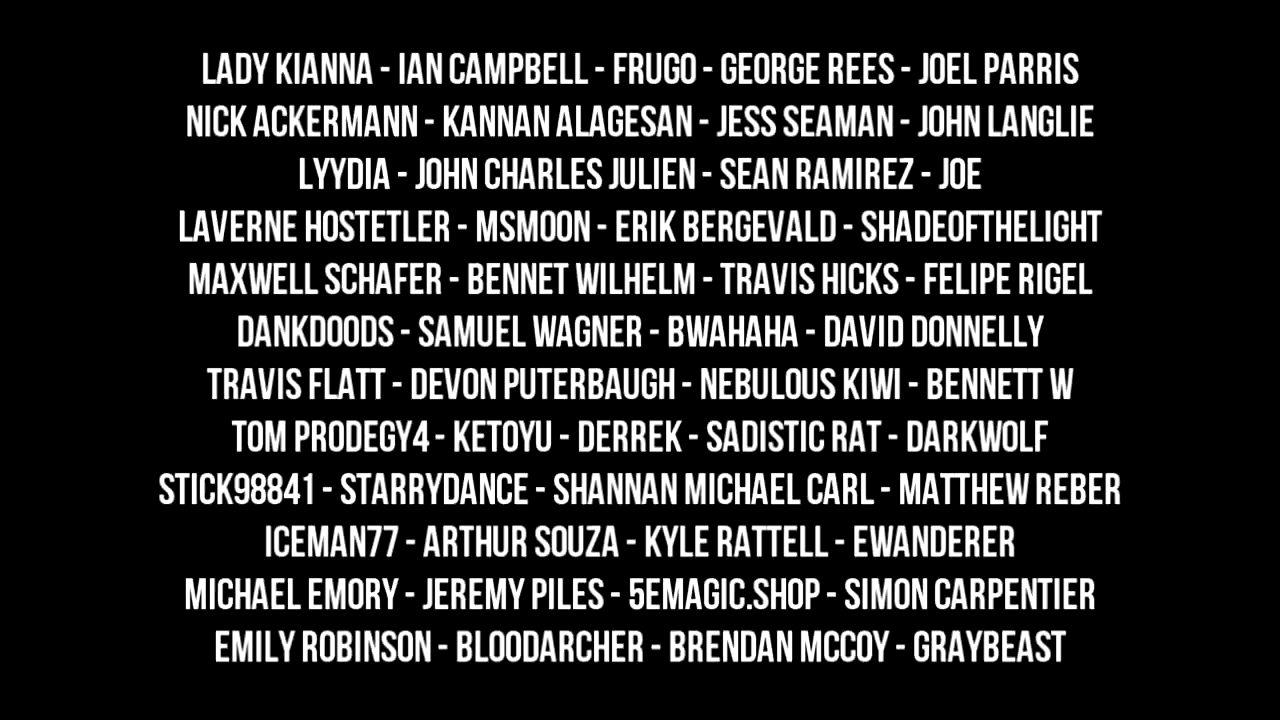 LADY KIANNA - IAN CAMPBELL - FRUGO - GEORGE REES - JOEL PARRIS
NICK ACKERMANN - KANNAN ALAGESAN - JESS SEAMAN - JOHN LANGLIE
LYYDIA - JOHN CHARLES JULIEN - SEAN RAMIREZ - JOE
LAVERNE HOSTETLER - MSMOON - ERIK BERGEVALD - SHADEOFTHELIGHT
MAXWELL SCHAFER - BENNET WILHELM - TRAVIS HICKS - FELIPE RIGEL
DANKDOODS - SAMUEL WAGNER - BWAHAHA - DAVID DONNELLY
TRAVIS FLATT - DEVON PUTERBAUGH - NEBULOUS KIWI - BENNETT W
TOM PRODEGY4 - KETOYU - DERREK - SADISTIC RAT - DARKWOLF
STICK98841 - STARRYDANCE - SHANNAN MICHAEL CARL - MATTHEW REBER
ICEMAN77 - ARTHUR SOUZA - KYLE RATTELL - EWANDERER
MICHAEL EMORY - JEREMY PILES - 5EMAGIC.SHOP - SIMON CARPENTIER
EMILY ROBINSON - BLOODARCHER - BRENDAN MCCOY - GRAYBEAST